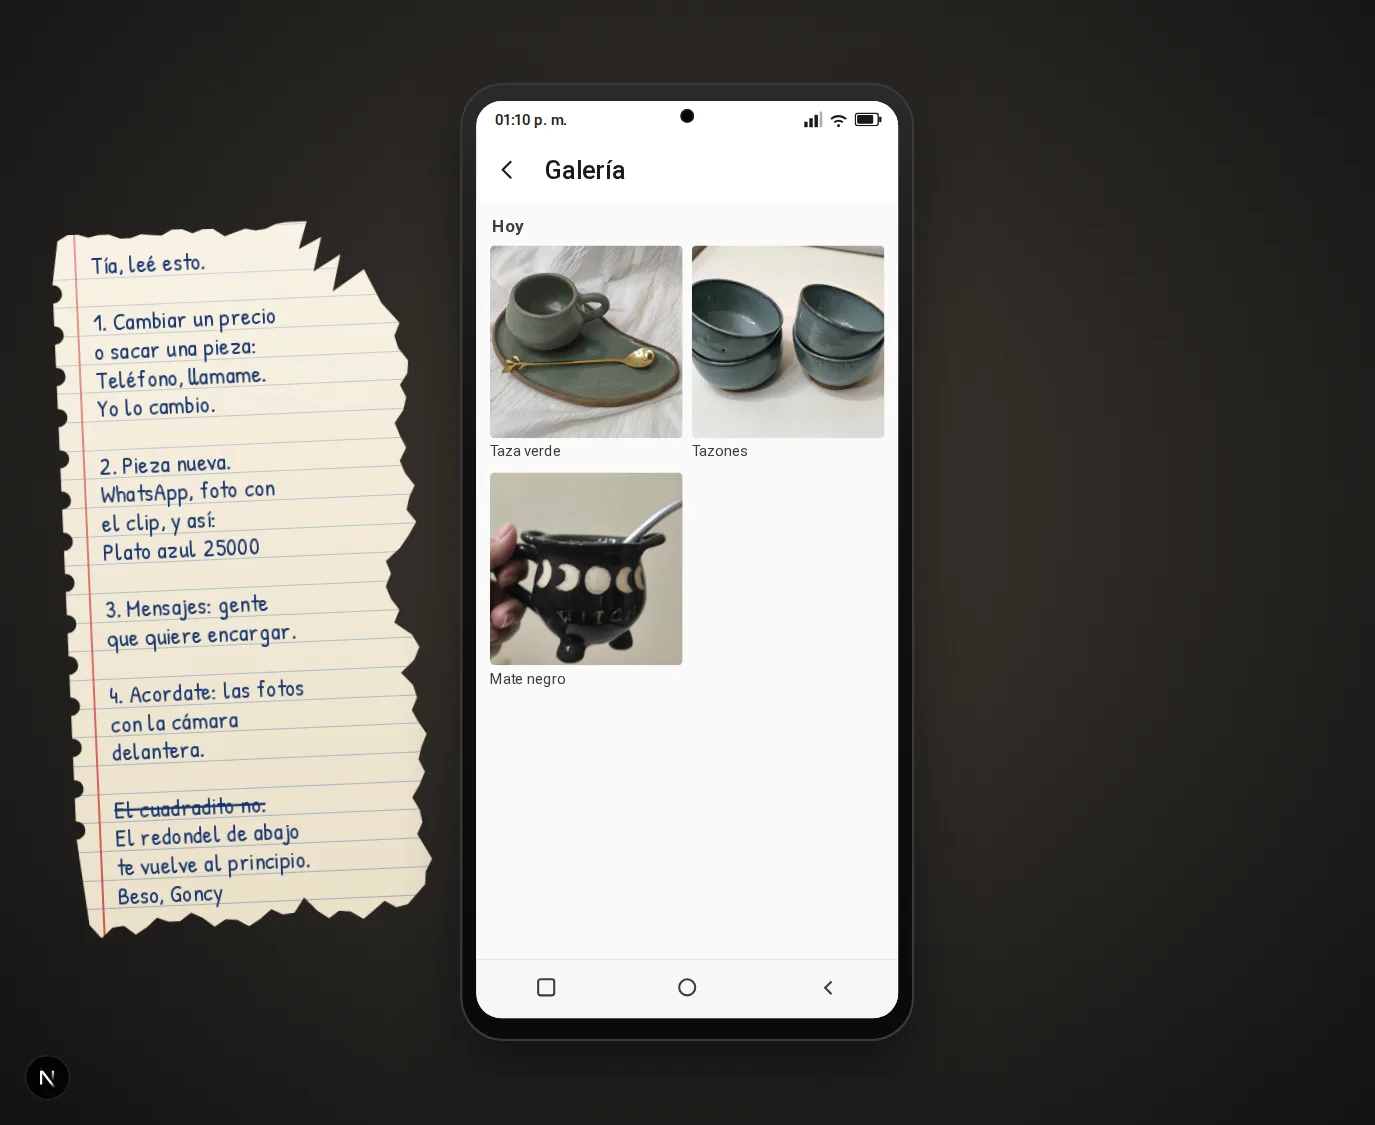 Tía, leé esto.
1. Cambiar un precio
o sacar una pieza:
Teléfono, llamame.
Yo lo cambio.
2. Pieza nueva.
WhatsApp, foto con
el clip, y así:
Plato azul 25000
3. Mensajes: gente
que quiere encargar.
4. Acordate: las fotos
con la cámara
delantera.
El cuadradito no:
El redondel de abajo
te vuelve al principio.
Beso, Goncy
01:10 p. m.
Galería
Hoy
Taza verde
Tazones
WITCH
Mate negro
N